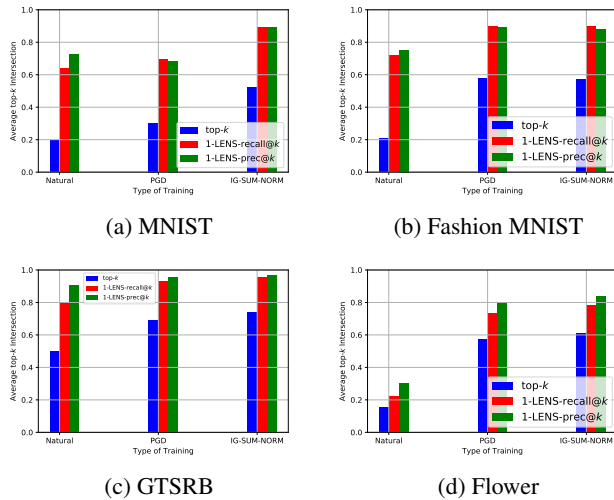 1.0
0.8
0.6
0.4
0.2
0.0
Average top-k Intersection
Natural PGD IG-SUM-NORM
Type of Training
top-k
1-LENS-recall@k
1-LENS-prec@k
(a) MNIST
1.0
0.8
0.6
0.4
0.2
0.0
Average top-k Intersection
Natural PGD IG-SUM-NORM
Type of Training
top-k
1-LENS-recall@k
1-LENS-prec@k
(b) Fashion MNIST
1.0
0.8
0.6
0.4
0.2
0.0
Average top-k Intersection
Natural PGD IG-SUM-NORM
Type of Training
top-k
1-LENS-recall@k
1-LENS-prec@k
(c) GTSRB
1.0
0.8
0.6
0.4
0.2
0.0
Average top-k Intersection
Natural PGD IG-SUM-NORM
Type of Training
top-k
1-LENS-recall@k
1-LENS-prec@k
(d) Flower